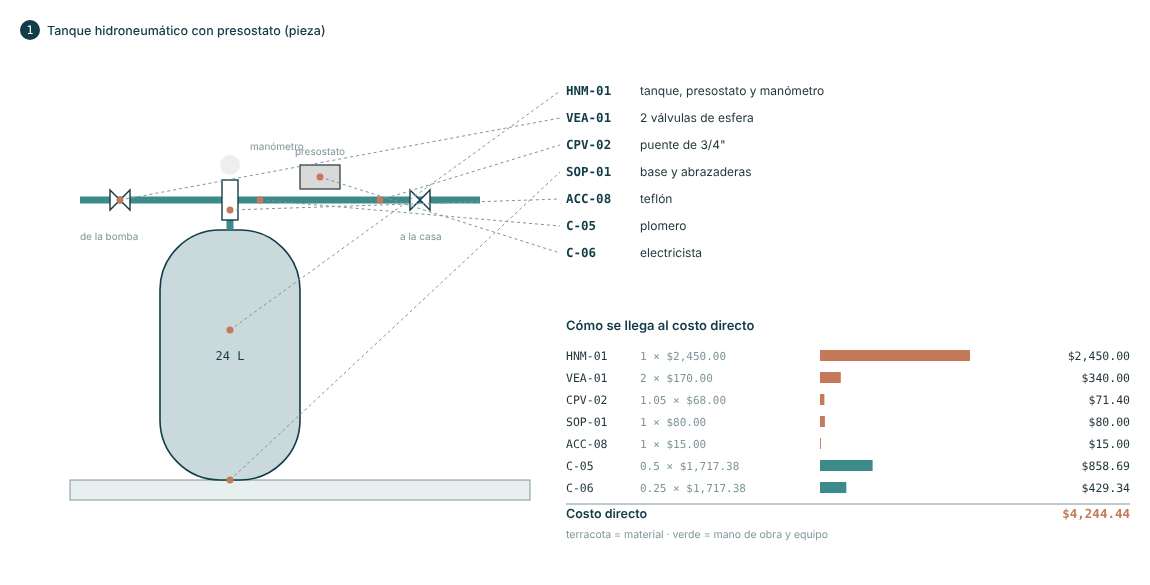 1 Tanque hidroneumático con presostato (pieza)
HNM-01 tanque, presostato y manómetro
VEA-01 2 válvulas de esfera
CPV-02 puente de 3/4"
SOP-01 base y abrazaderas
ACC-08 teflón
C-05 plomero
C-06 electricista
manómetro
presostato
de la bomba
a la casa
24 L
Cómo se llega al costo directo
HNM-01 1 × $2,450.00 $2,450.00
VEA-01 2 × $170.00 $340.00
CPV-02 1.05 × $68.00 $71.40
SOP-01 1 × $80.00 $80.00
ACC-08 1 × $15.00 $15.00
C-05 0.5 × $1,717.38 $858.69
C-06 0.25 × $1,717.38 $429.34
Costo directo $4,244.44
terracota = material · verde = mano de obra y equipo